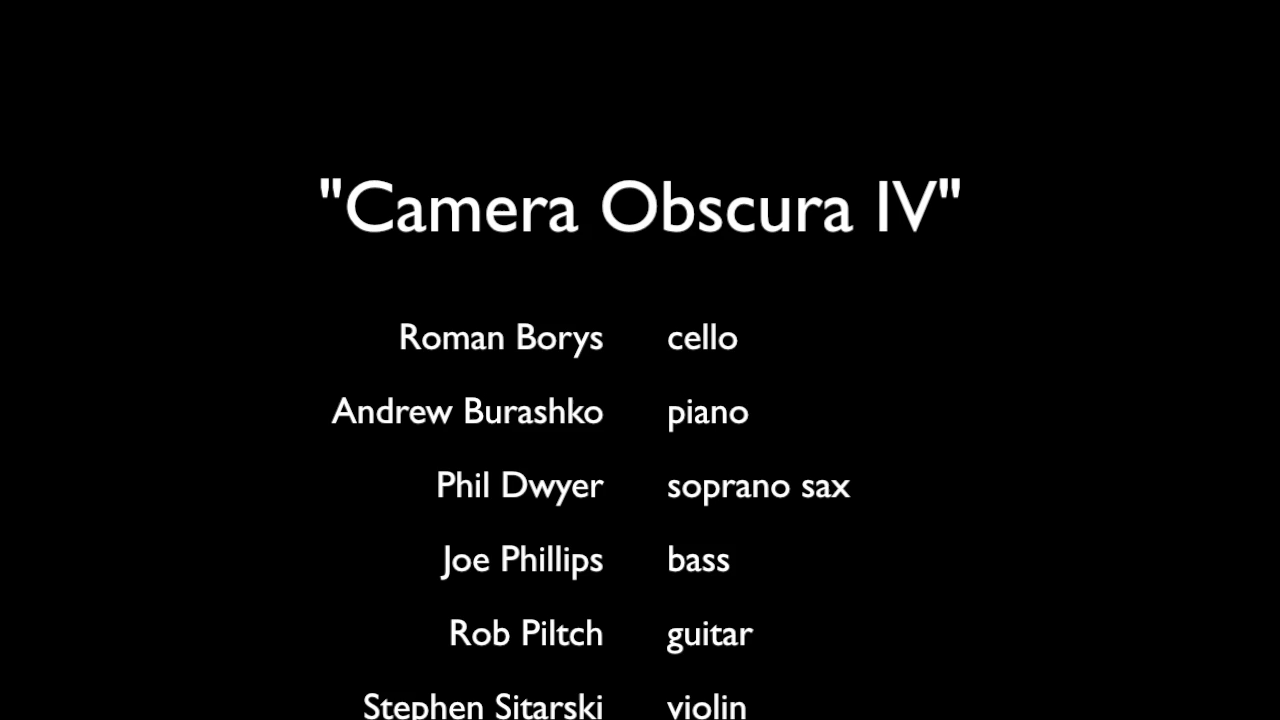 "Camera Obscura IV"
Roman Borys cello
Andrew Burashko piano
Phil Dwyer soprano sax
Joe Phillips bass
Rob Piltch guitar
Stephen Sitarski violin